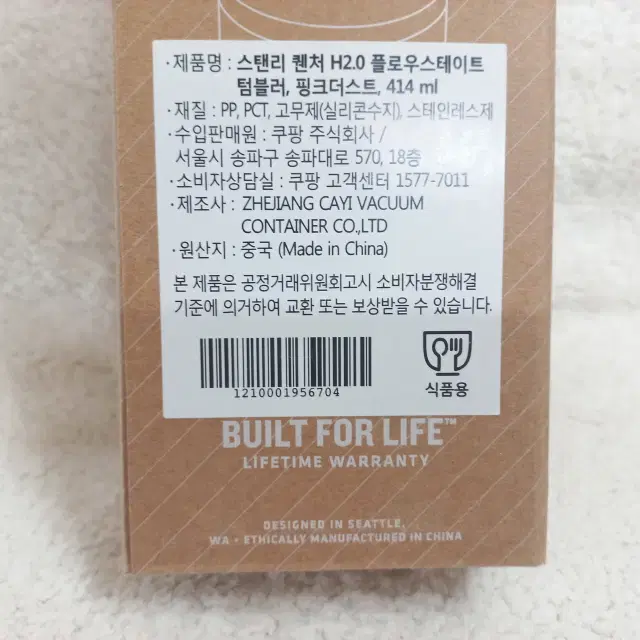 · 제품명 : 스탠리 퀜처 H2.0 플로우스테이트
텀블러, 핑크더스트, 414 ml
· 재질 : PP, PCT, 고무제(실리콘수지), 스테인레스제
· 수입판매원 : 쿠팡 주식회사 /
서울시 송파구 송파대로 570, 18층
· 소비자상담실 : 쿠팡 고객센터 1577-7011
· 제조사 : ZHEJIANG CAYI VACUUM
CONTAINER CO.,LTD
· 원산지 : 중국 (Made in China)
본 제품은 공정거래위원회고시 소비자분쟁해결
기준에 의거하여 교환 또는 보상받을 수 있습니다.
1210001956704
식품용
BUILT FOR LIFE™
LIFETIME WARRANTY
DESIGNED IN SEATTLE,
WA • ETHICALLY MANUFACTURED IN CHINA